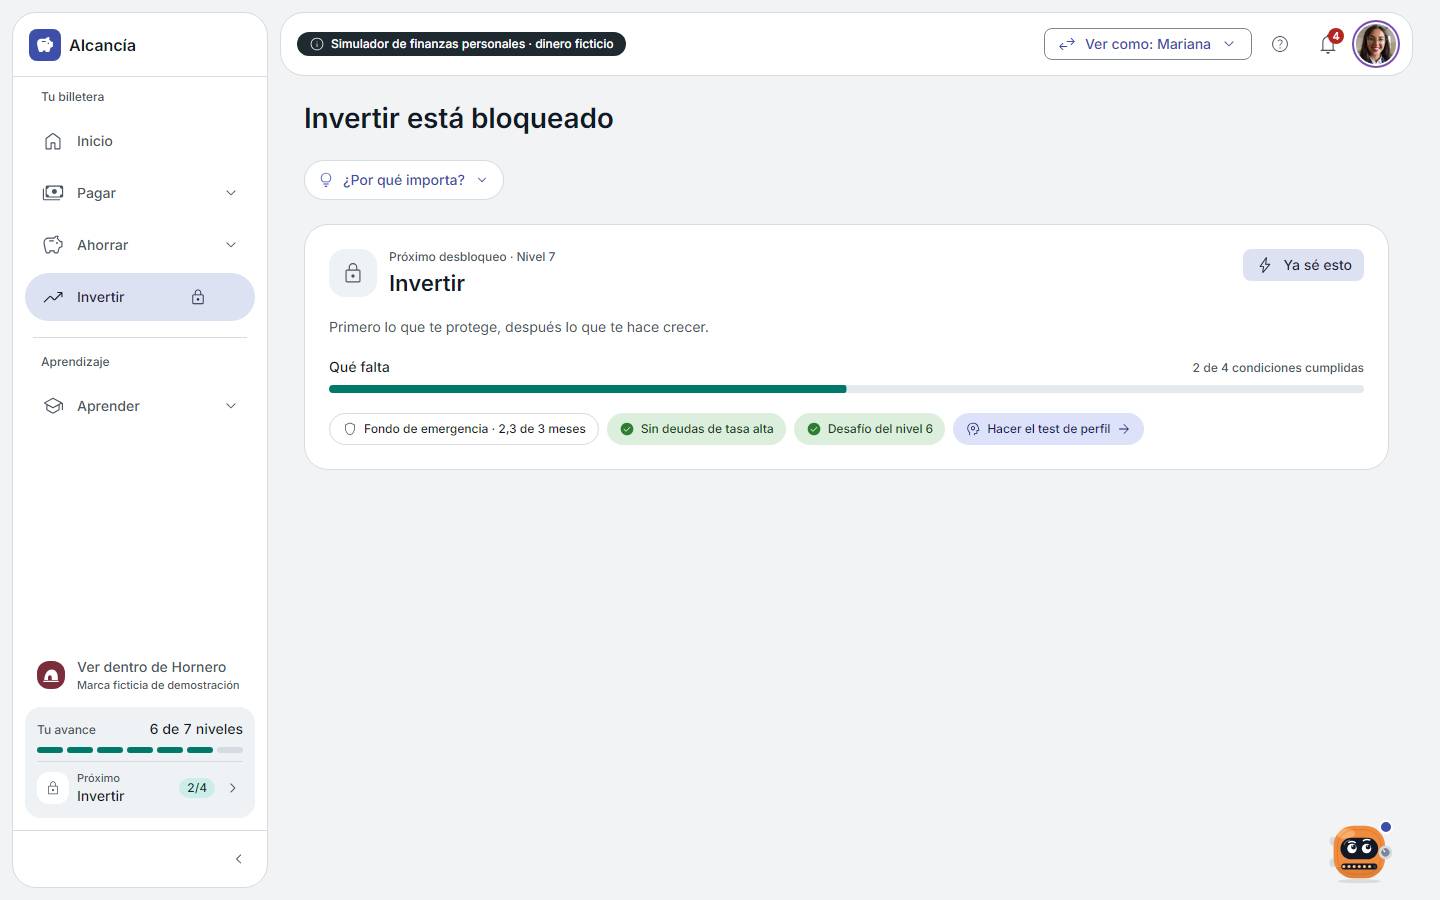 Alcancía
Simulador de finanzas personales · dinero ficticio
Ver como: Mariana
4
Tu billetera
Inicio
Pagar
Ahorrar
Invertir
Aprendizaje
Aprender
Ver dentro de Hornero
Marca ficticia de demostración
Tu avance
6 de 7 niveles
Próximo
Invertir
2/4
Invertir está bloqueado
¿Por qué importa?
Próximo desbloqueo · Nivel 7
Invertir
Ya sé esto
Primero lo que te protege, después lo que te hace crecer.
Qué falta
2 de 4 condiciones cumplidas
Fondo de emergencia · 2,3 de 3 meses
Sin deudas de tasa alta
Desafío del nivel 6
Hacer el test de perfil